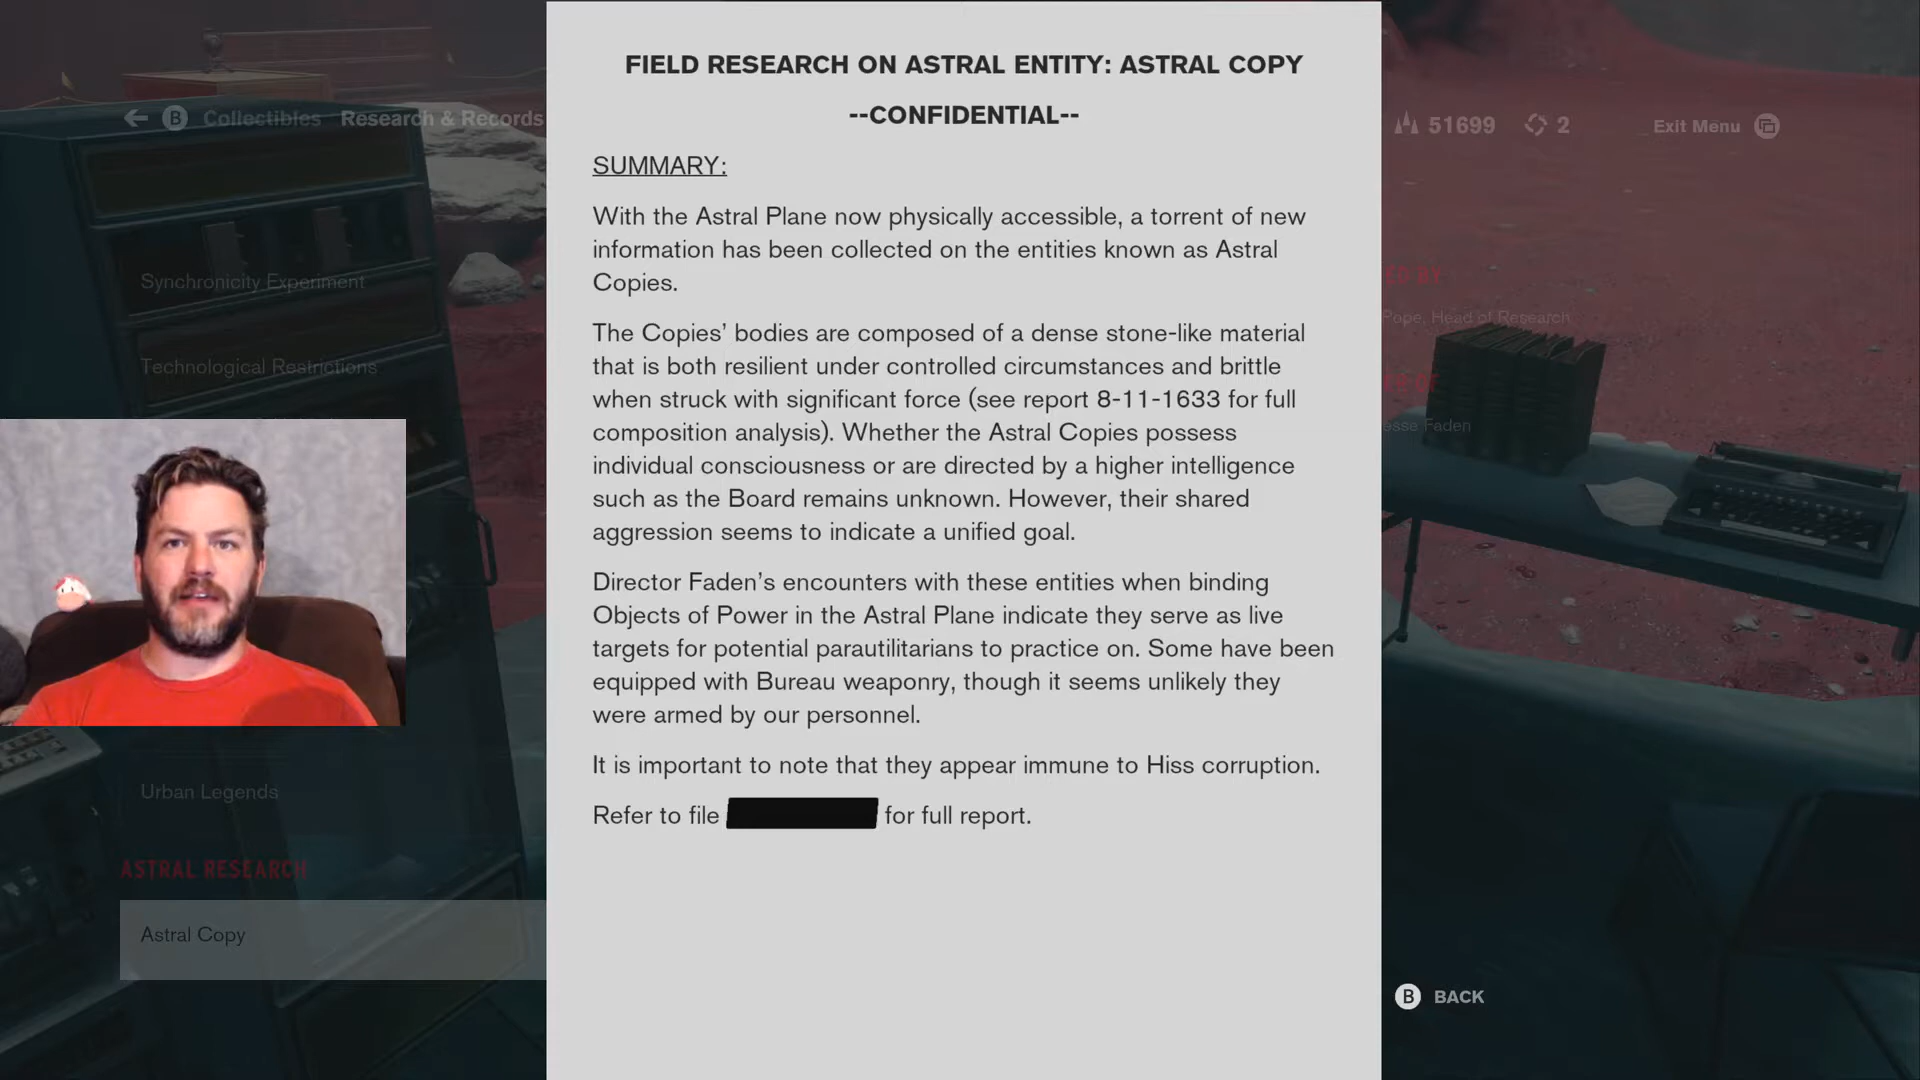 FIELD RESEARCH ON ASTRAL ENTITY: ASTRAL COPY
--CONFIDENTIAL--
B Collectibles Research & Records
51699 2 Exit Menu
SUMMARY:
With the Astral Plane now physically accessible, a torrent of new
information has been collected on the entities known as Astral
Copies.
The Copies’ bodies are composed of a dense stone-like material
that is both resilient under controlled circumstances and brittle
when struck with significant force (see report 8-11-1633 for full
composition analysis). Whether the Astral Copies possess
individual consciousness or are directed by a higher intelligence
such as the Board remains unknown. However, their shared
aggression seems to indicate a unified goal.
Director Faden’s encounters with these entities when binding
Objects of Power in the Astral Plane indicate they serve as live
targets for potential parautilitarians to practice on. Some have been
equipped with Bureau weaponry, though it seems unlikely they
were armed by our personnel.
It is important to note that they appear immune to Hiss corruption.
Refer to file for full report.
Synchronicity Experiment
Technological Restrictions
Urban Legends
ASTRAL RESEARCH
Astral Copy
ED BY
Pope, Head of Research
esse Faden
B BACK